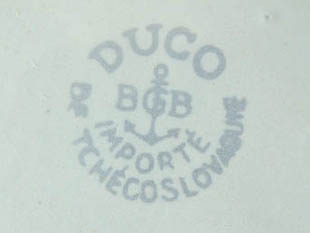 DUCO
BGB
IMPORTÉ
DE TCHÉCOSLOVAQUIE